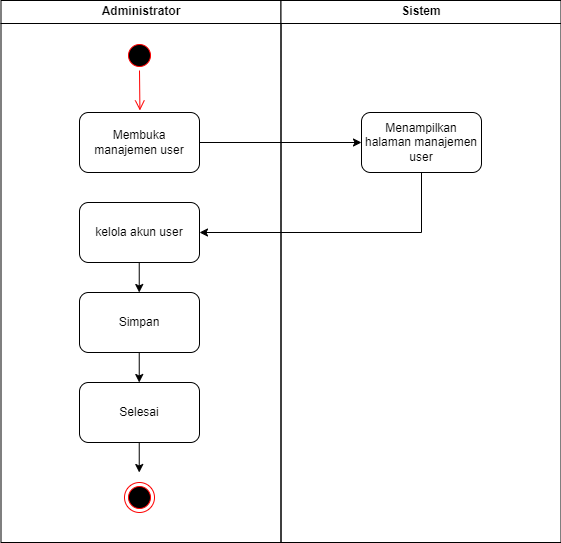 Administrator
Sistem
Membuka
manajemen user
Menampilkan
halaman manajemen
user
kelola akun user
Simpan
Selesai